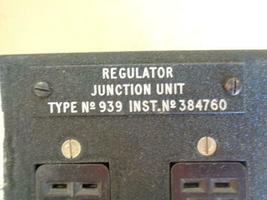 REGULATOR
JUNCTION UNIT
TYPE Nº 939 INST.Nº 384760